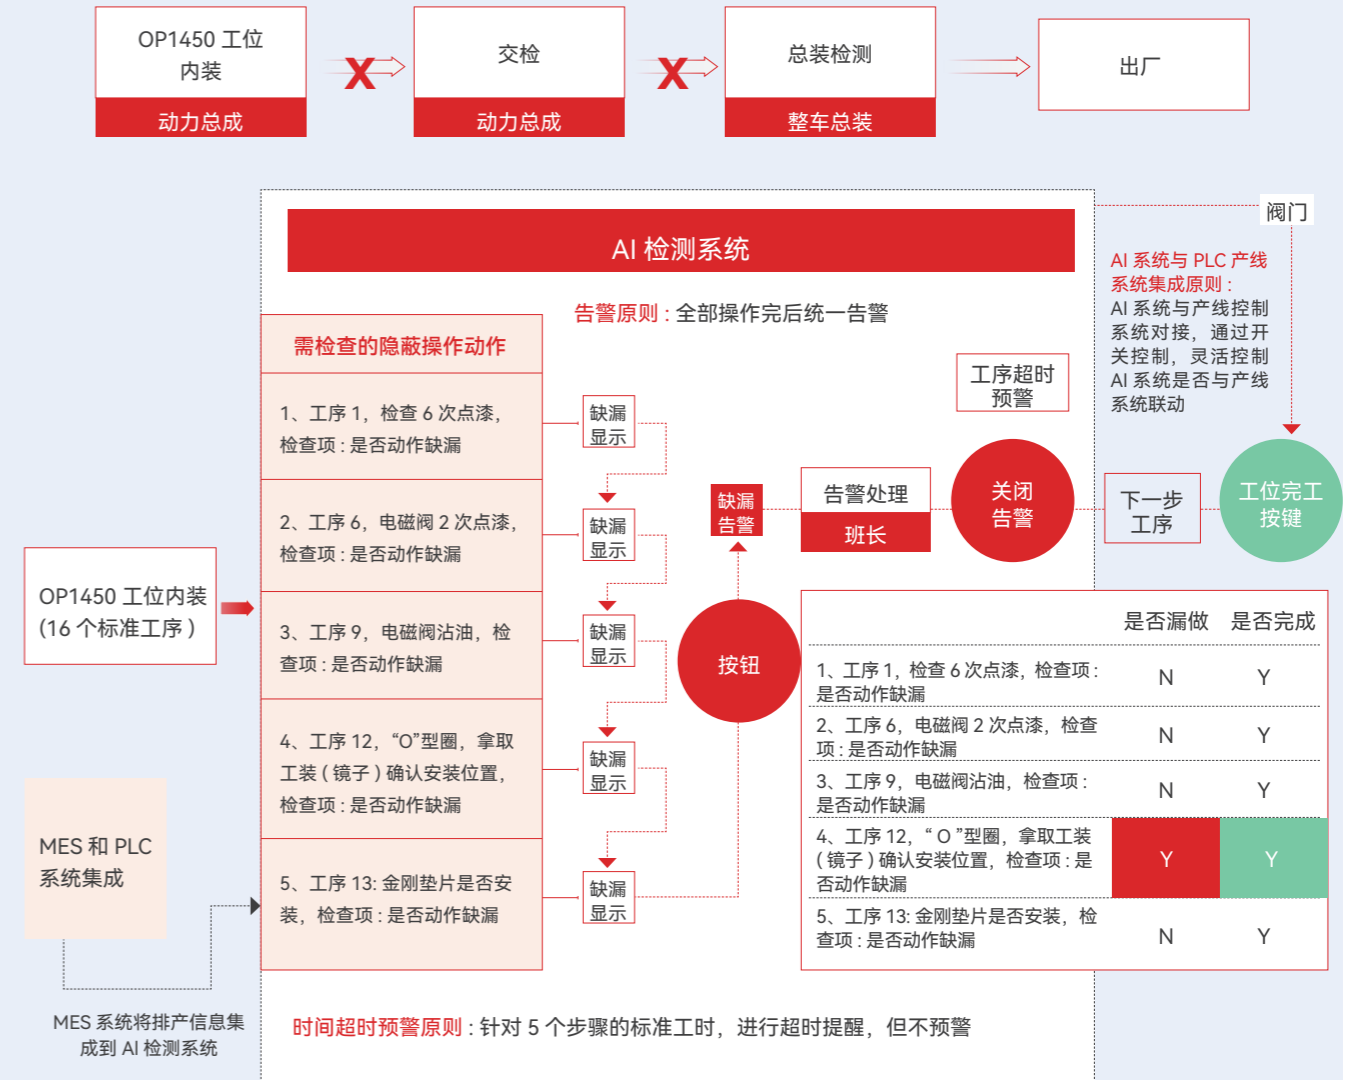 OP1450 工位
内装
动力总成
X
交检
动力总成
X
总装检测
整车总装
出厂
阀门
AI 检测系统
告警原则 : 全部操作完后统一告警
AI 系统与 PLC 产线
系统集成原则 :
AI 系统与产线控制
系统对接，通过开
关控制，灵活控制
AI 系统是否与产线
系统联动
需检查的隐蔽操作动作
1、工序 1，检查 6 次点漆，
检查项 : 是否动作缺漏
2、工序 6，电磁阀 2 次点漆，
检查项 : 是否动作缺漏
3、工序 9，电磁阀沾油，检
查项 : 是否动作缺漏
4、工序 12，“O”型圈，拿取
工装 ( 镜子 ) 确认安装位置，
检查项 : 是否动作缺漏
5、工序 13: 金刚垫片是否安
装，检查项 : 是否动作缺漏
缺漏
显示
缺漏
显示
缺漏
显示
缺漏
显示
缺漏
显示
OP1450 工位内装
(16 个标准工序 )
MES 和 PLC
系统集成
MES 系统将排产信息集
成到 AI 检测系统
按钮
缺漏
告警
告警处理
班长
工序超时
预警
关闭
告警
下一步
工序
工位完工
按键
是否漏做 是否完成
1、工序 1，检查 6 次点漆，检查项 :
是否动作缺漏
N Y
2、工序 6，电磁阀 2 次点漆，检查
项 : 是否动作缺漏
N Y
3、工序 9，电磁阀沾油，检查项 :
是否动作缺漏
N Y
4、工序 12，“ O ”型圈，拿取工装
( 镜子 ) 确认安装位置，检查项 : 是
否动作缺漏
Y Y
5、工序 13: 金刚垫片是否安装，检
查项 : 是否动作缺漏
N Y
时间超时预警原则 : 针对 5 个步骤的标准工时，进行超时提醒，但不预警